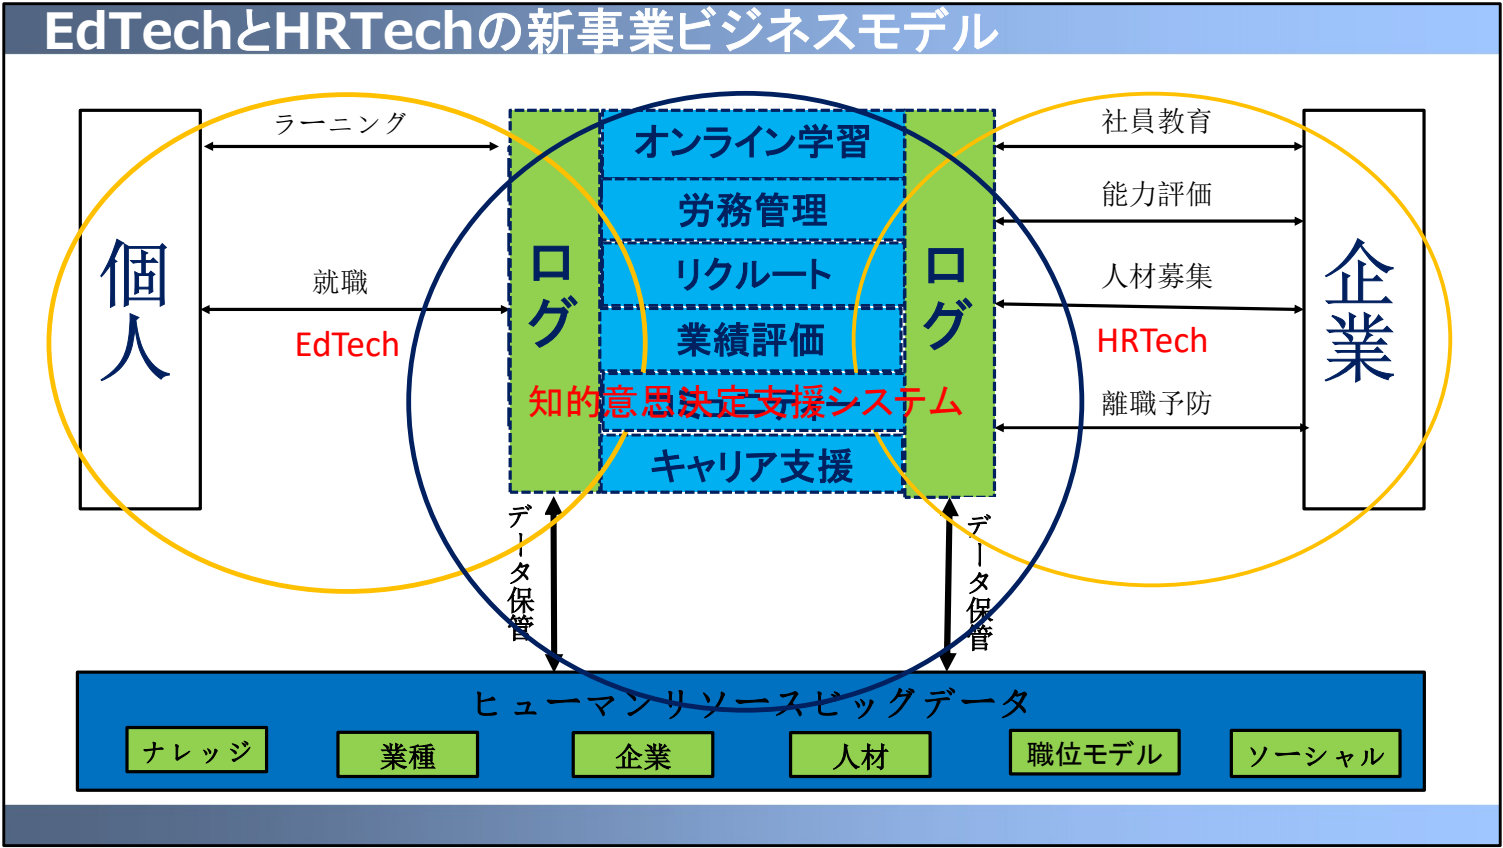 EdTechとHRTechの新事業ビジネスモデル
ラーニング
就職
EdTech
個人
ログ
オンライン学習
労務管理
リクルート
業績評価
知的意思決定支援システム
キャリア支援
ログ
社員教育
能力評価
人材募集
HRTech
離職予防
企業
データ保管
データ保管
ヒューマンリソースビッグデータ
ナレッジ
業種
企業
人材
職位モデル
ソーシャル